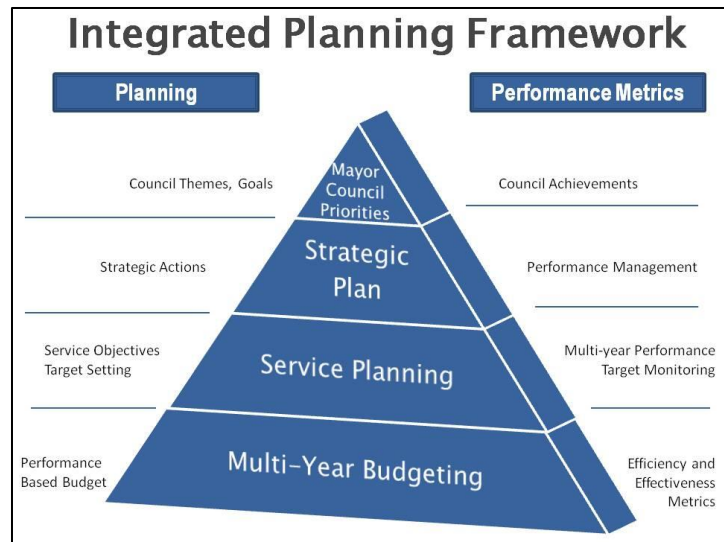 Integrated Planning Framework
Planning
Performance Metrics
Council Themes, Goals
Mayor
Council
Priorities
Council Achievements
Strategic Actions
Strategic
Plan
Performance Management
Service Objectives
Target Setting
Service Planning
Multi-year Performance
Target Monitoring
Performance
Based Budget
Multi-Year Budgeting
Efficiency and
Effectiveness
Metrics